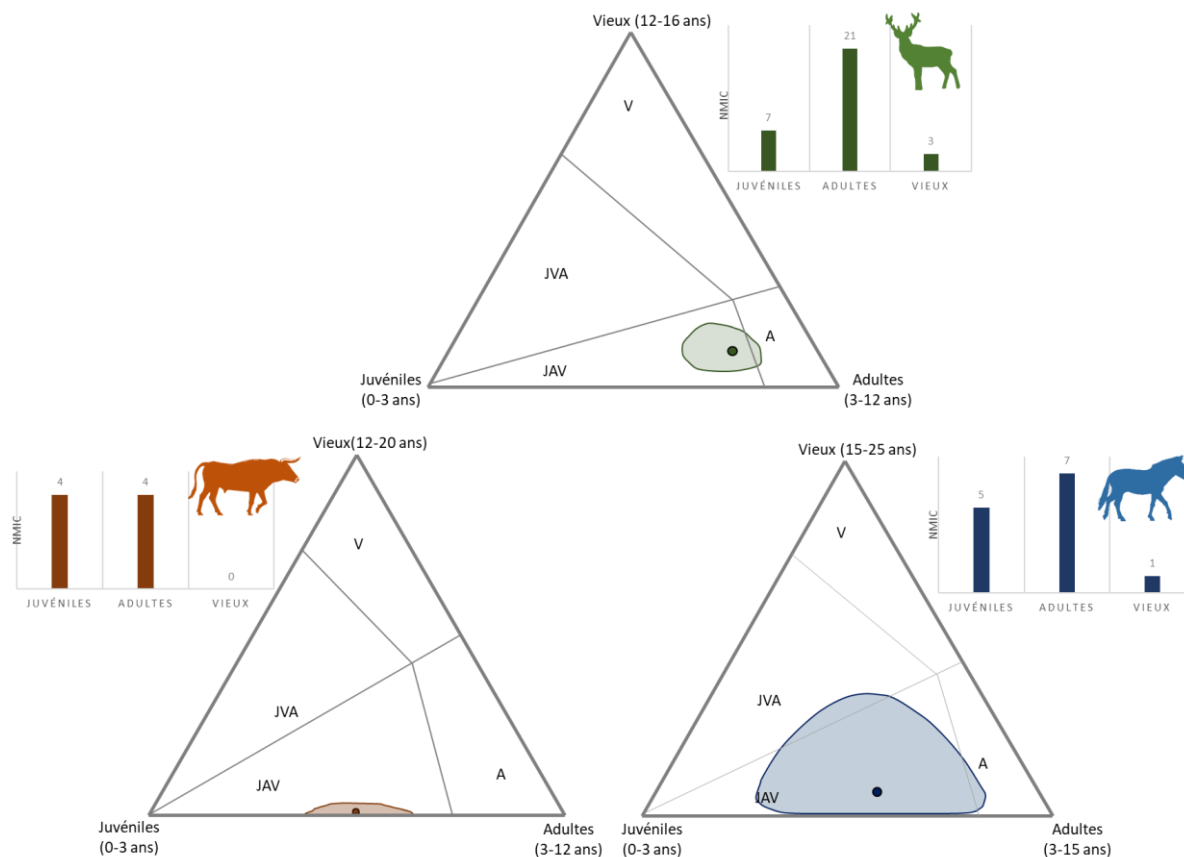 Vieux (12-16 ans)
V
JVA
JAV
A
Juvéniles
(0-3 ans)
Adultes
(3-12 ans)
NMIC
7
21
3
JUVÉNILES
ADULTES
VIEUX
Vieux(12-20 ans)
V
JVA
JAV
A
Juvéniles
(0-3 ans)
Adultes
(3-12 ans)
NMIC
4
4
0
JUVÉNILES
ADULTES
VIEUX
Vieux (15-25 ans)
V
JVA
JAV
A
Juvéniles
(0-3 ans)
Adultes
(3-15 ans)
NMIC
5
7
1
JUVÉNILES
ADULTES
VIEUX